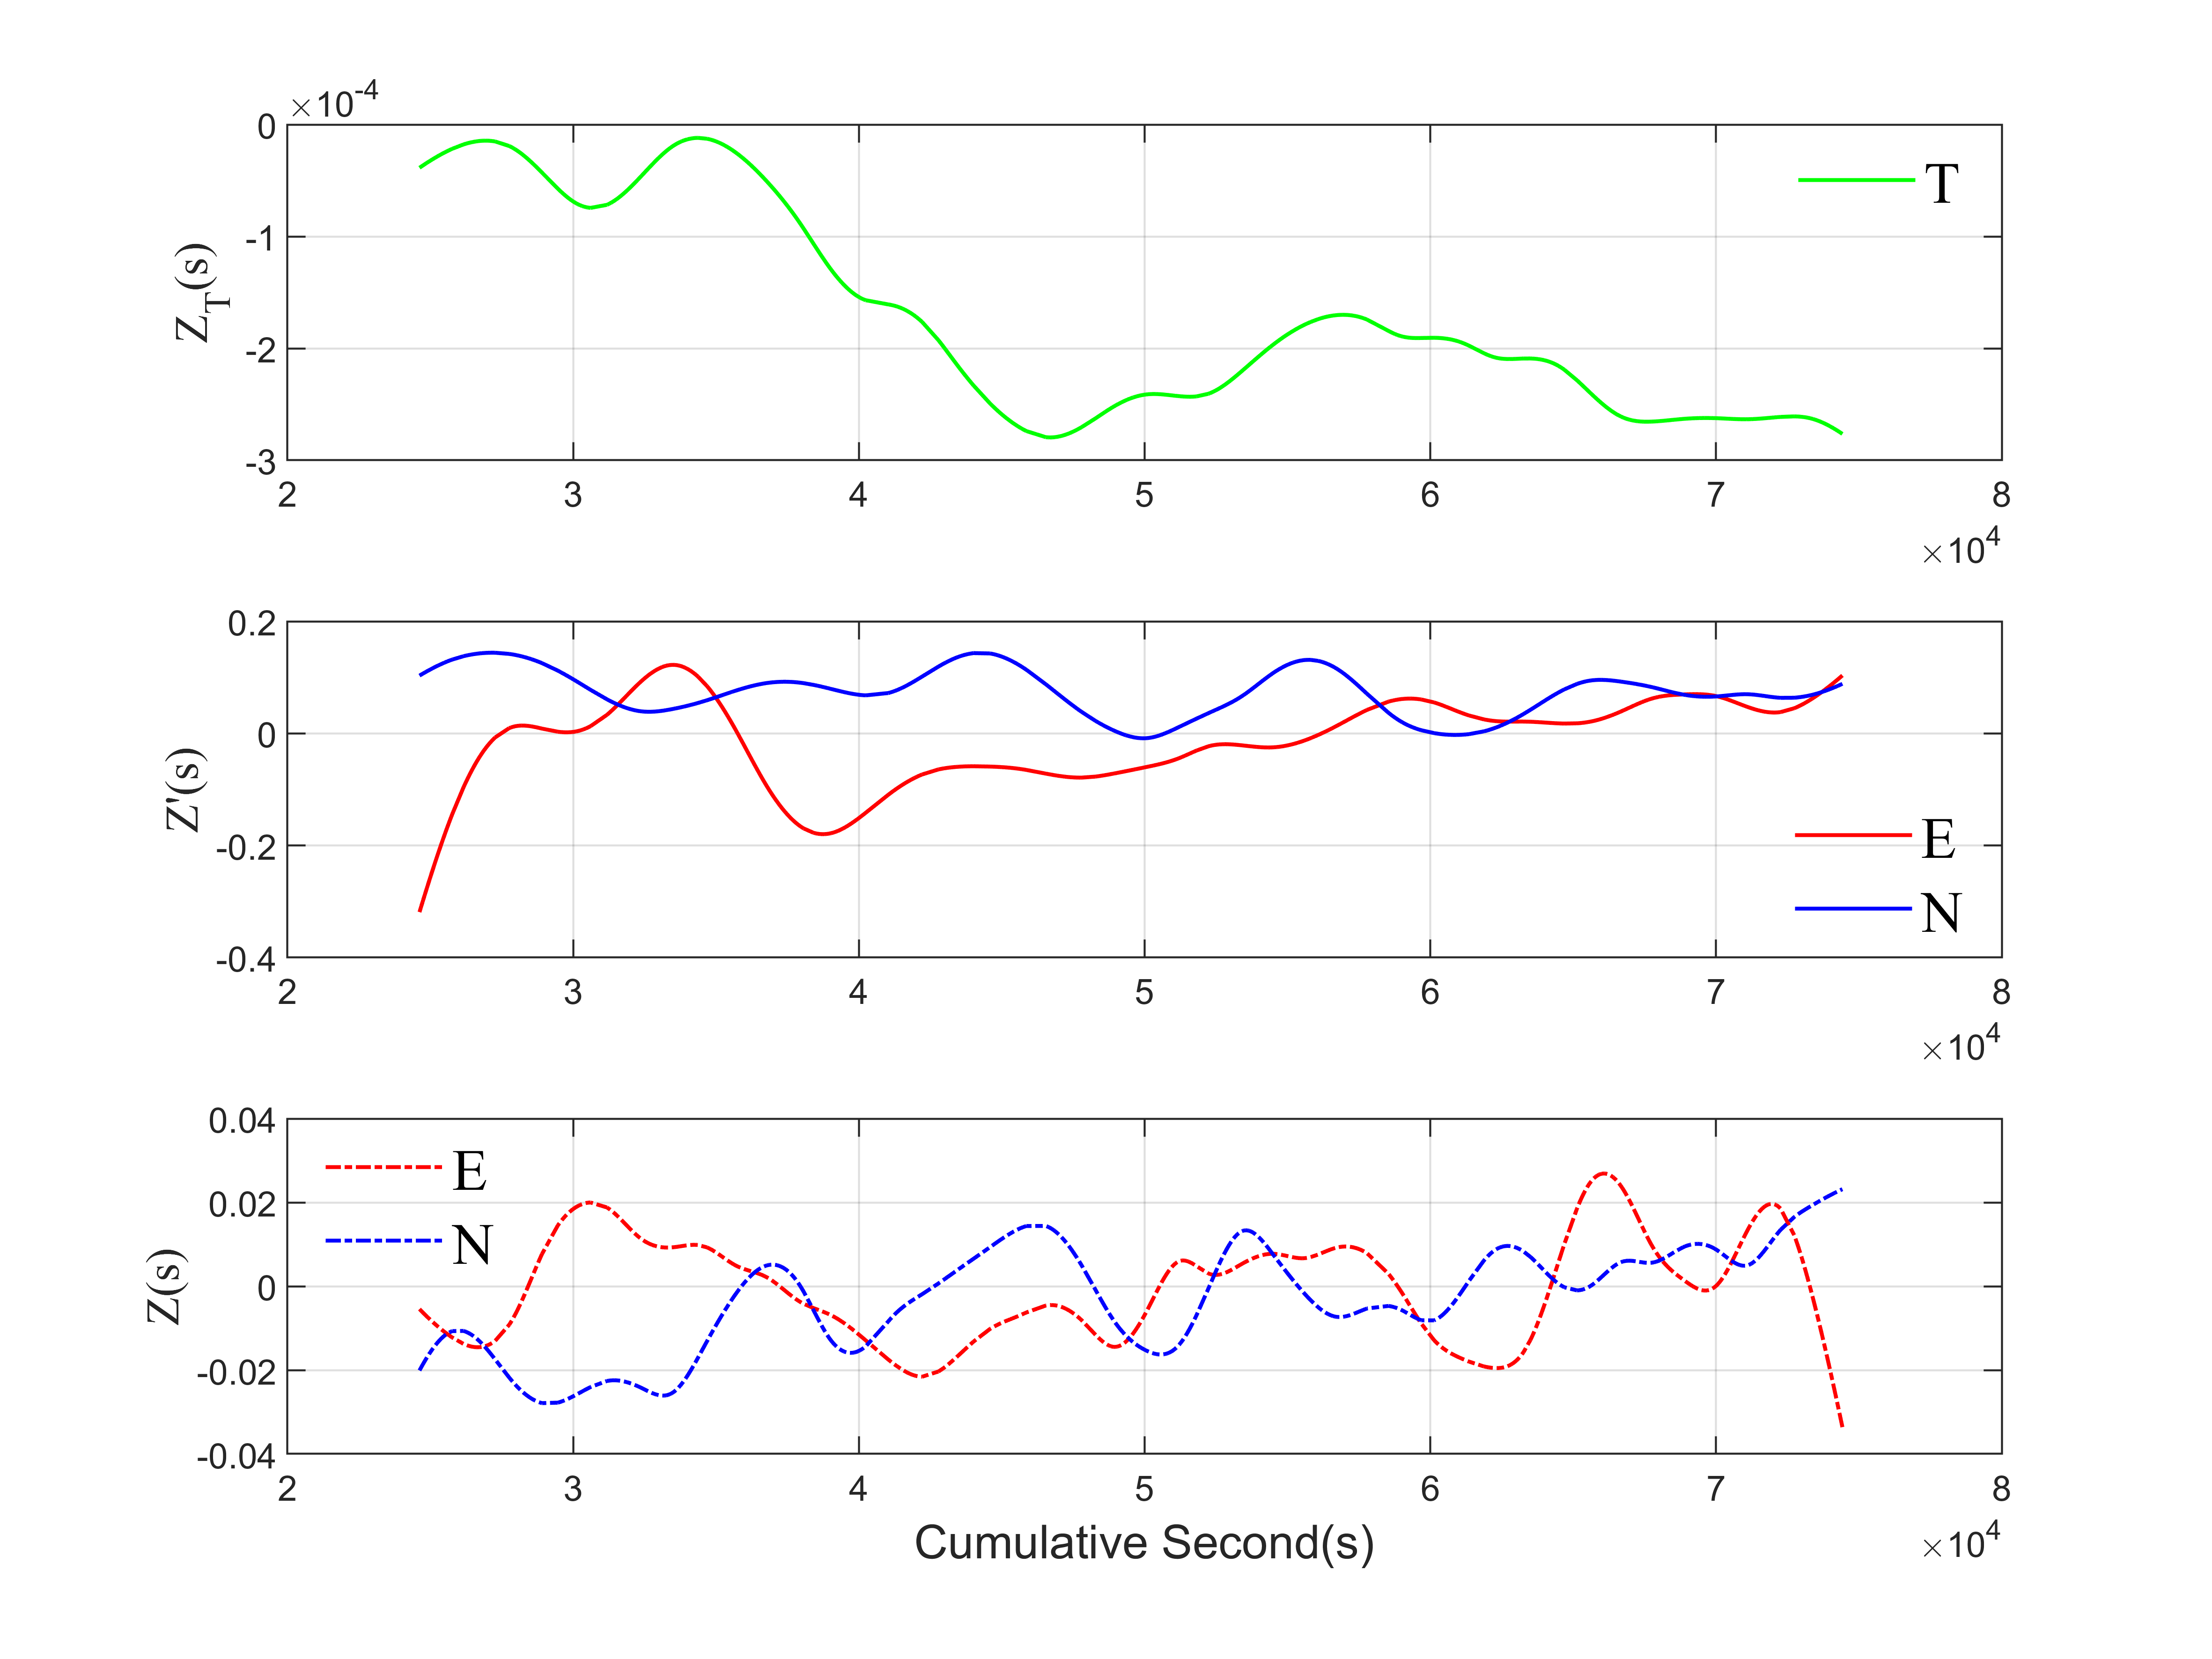 ×10^-4
0
-1
-2
-3
Z_T(s)
T
2 3 4 5 6 7 8
×10^4
0.2
0
-0.2
-0.4
Z'(s)
E
N
2 3 4 5 6 7 8
×10^4
0.04
0.02
0
-0.02
-0.04
Z(s)
E
N
2 3 4 5 6 7 8
Cumulative Second(s)
×10^4